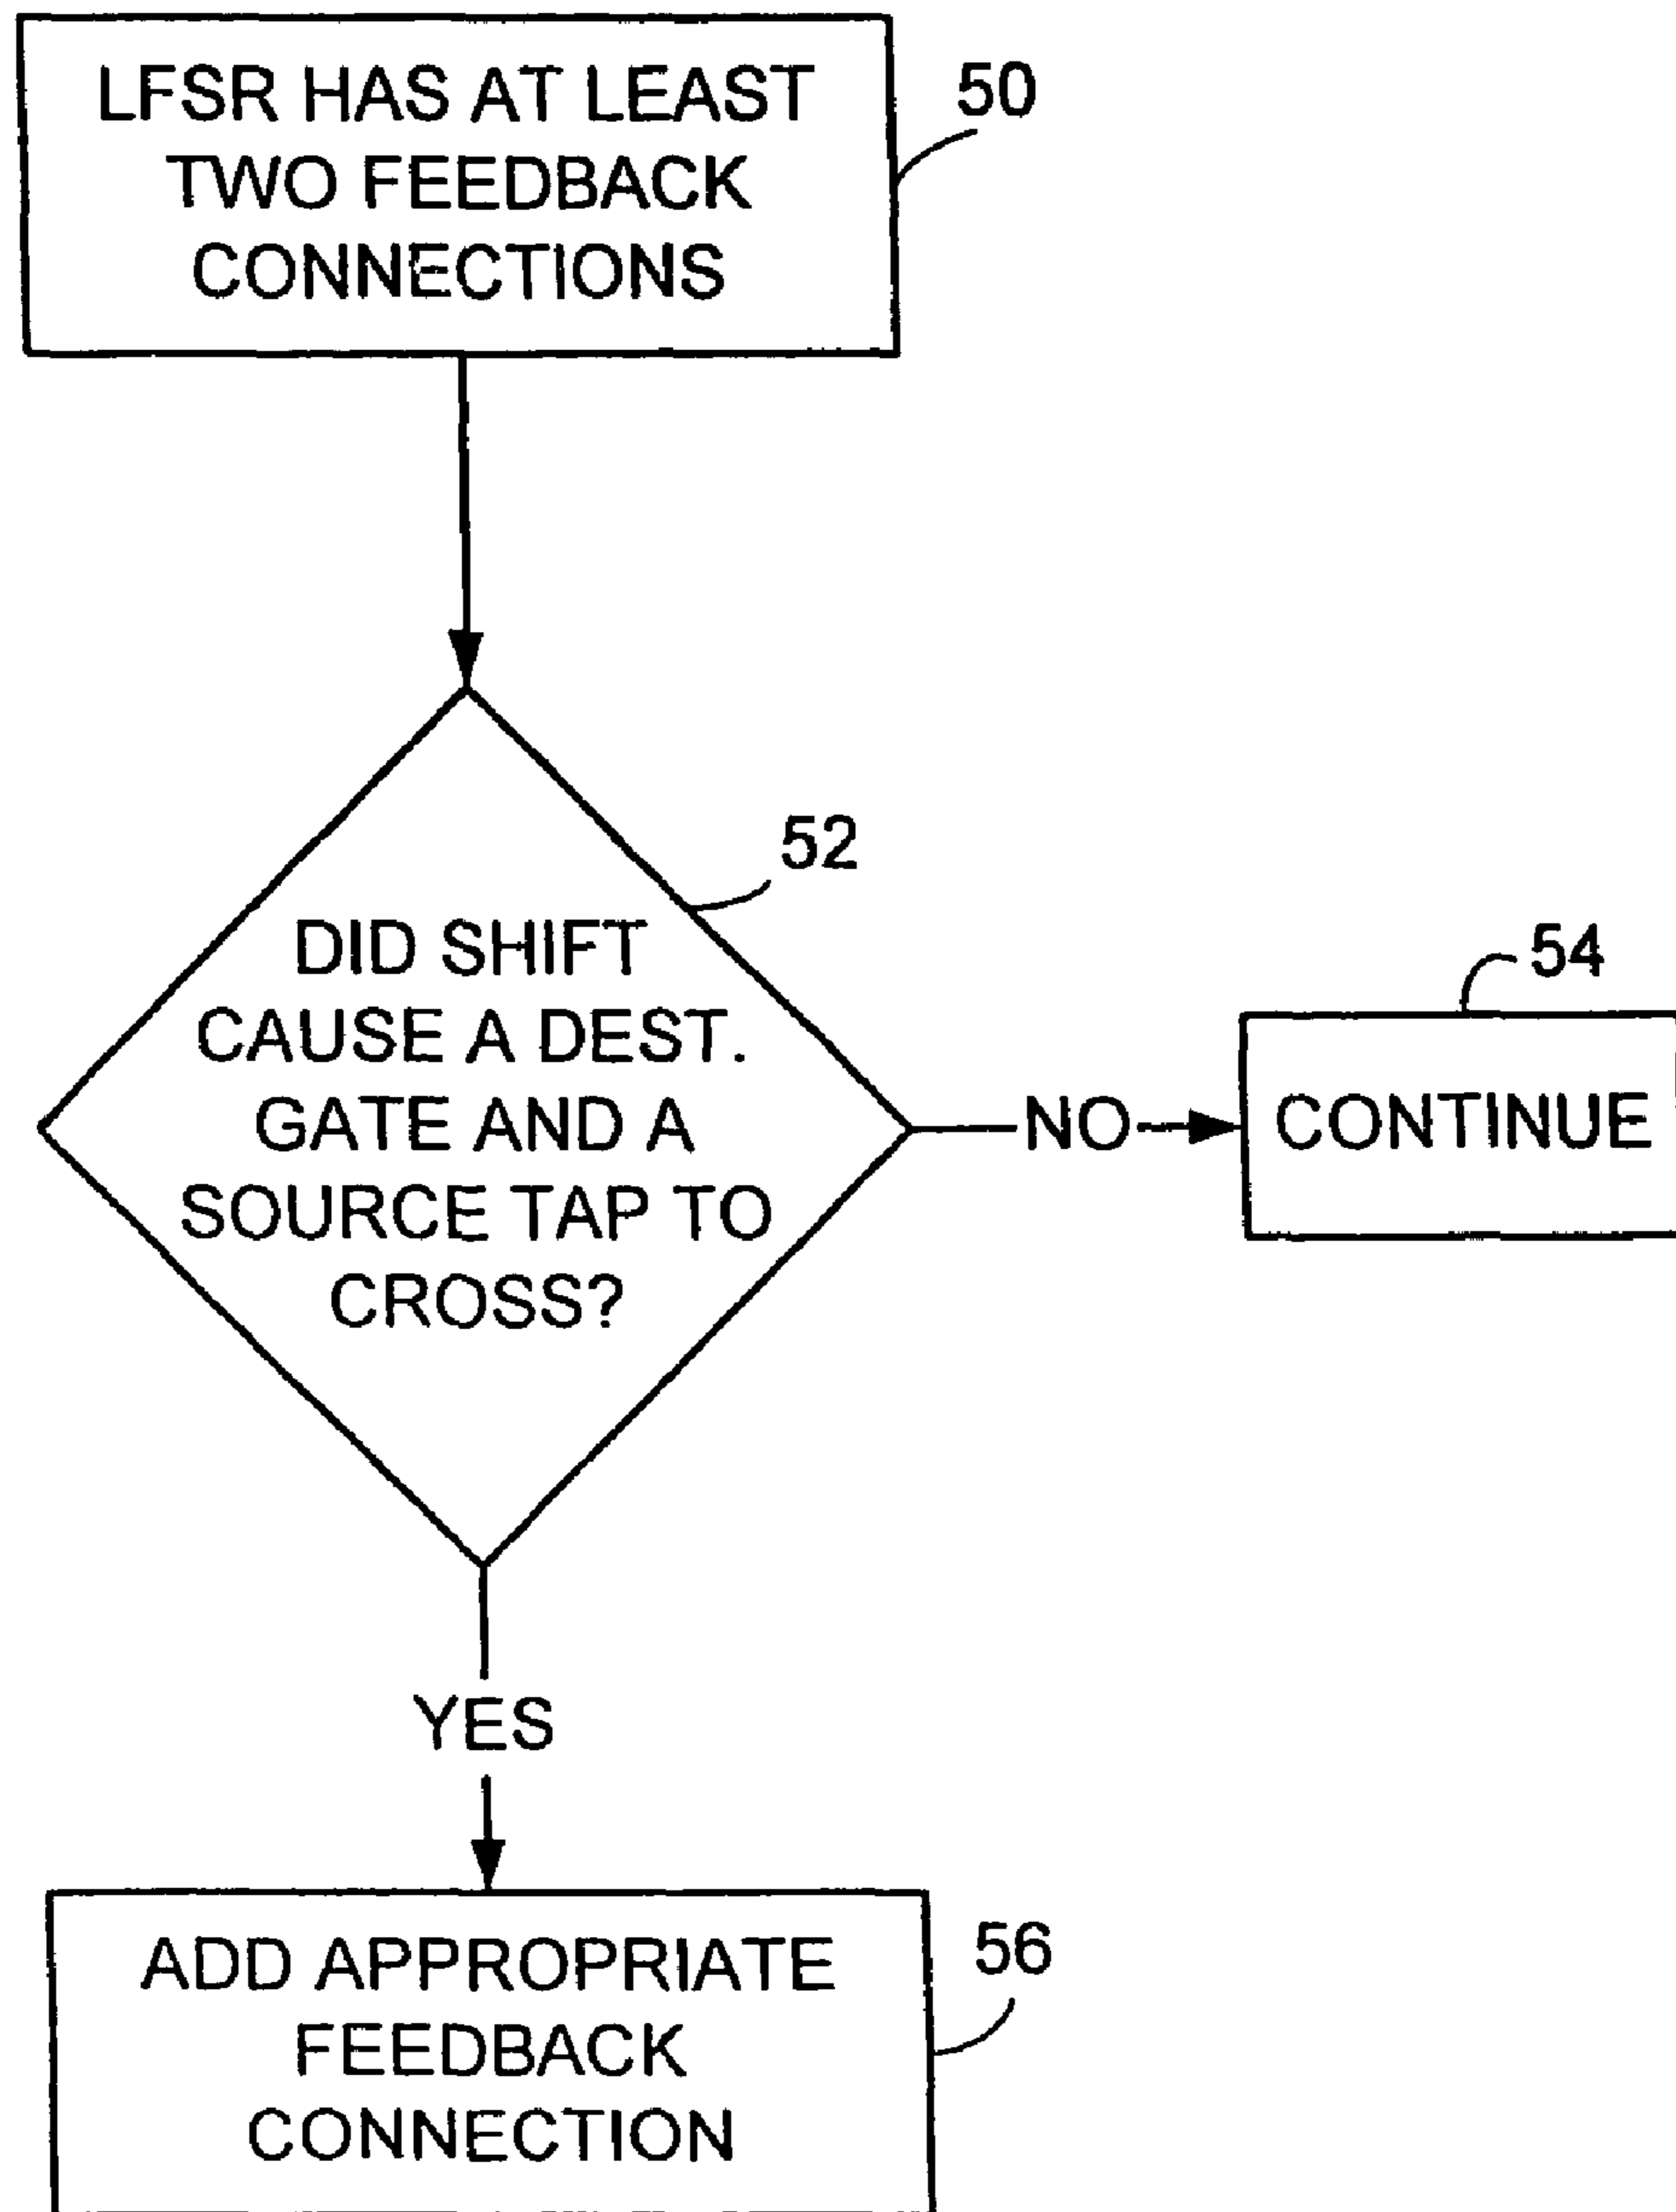 LFSR HAS AT LEAST
TWO FEEDBACK
CONNECTIONS
50
52
DID SHIFT
CAUSE A DEST.
GATE AND A
SOURCE TAP TO
CROSS?
54
NO
CONTINUE
YES
56
ADD APPROPRIATE
FEEDBACK
CONNECTION